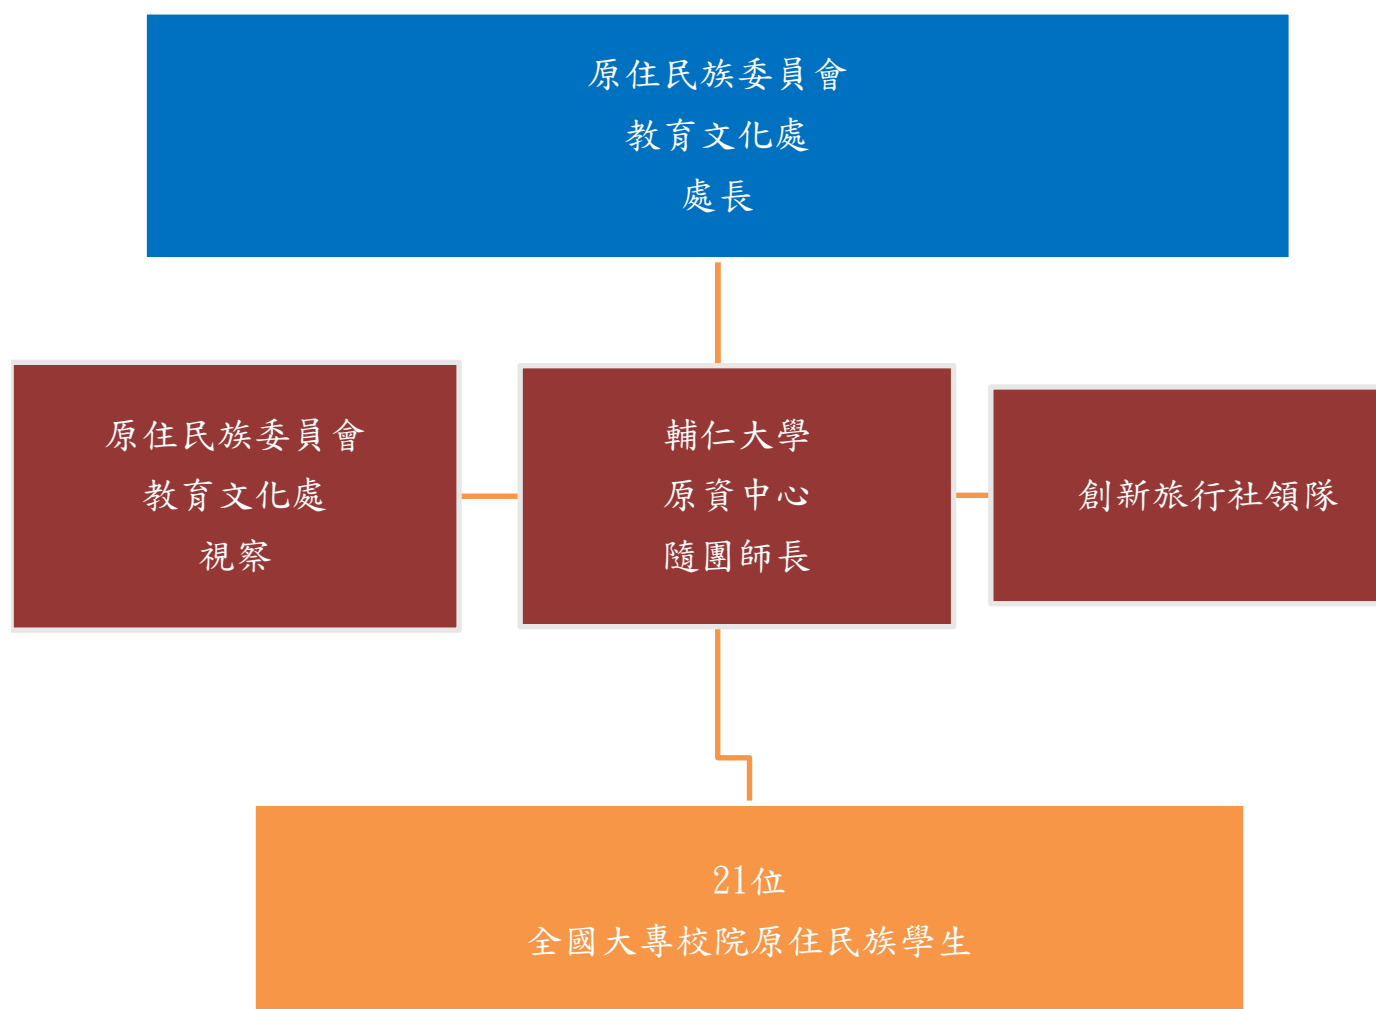 原住民族委員會
教育文化處
處長
原住民族委員會
教育文化處
視察
輔仁大學
原資中心
隨團師長
創新旅行社領隊
21位
全國大專校院原住民族學生